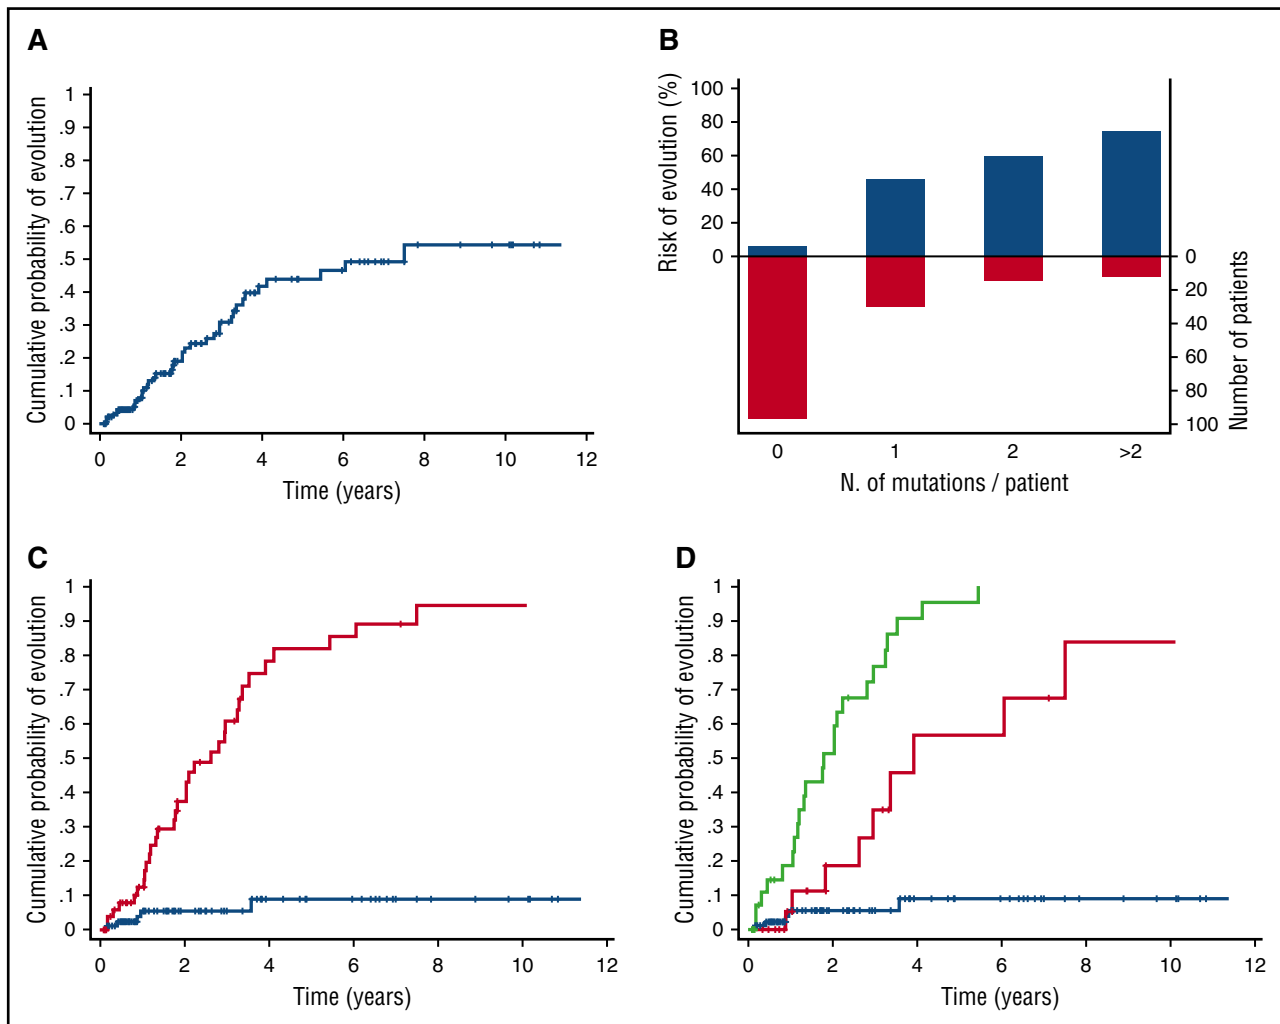 A
Cumulative probability of evolution
1
.9
.8
.7
.6
.5
.4
.3
.2
.1
0
0 2 4 6 8 10 12
Time (years)
B
Risk of evolution (%)
100
80
60
40
20
0
0
20
40
60
80
100
Number of patients
0 1 2 >2
N. of mutations / patient
C
Cumulative probability of evolution
1
.9
.8
.7
.6
.5
.4
.3
.2
.1
0
0 2 4 6 8 10 12
Time (years)
D
Cumulative probability of evolution
1
.9
.8
.7
.6
.5
.4
.3
.2
.1
0
0 2 4 6 8 10 12
Time (years)